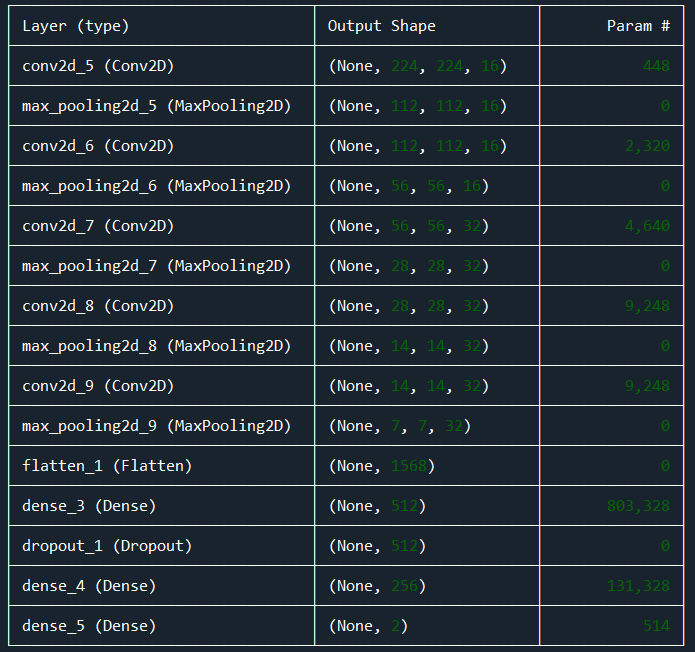 Layer (type) Output Shape Param #
conv2d_5 (Conv2D) (None, 224, 224, 16) 448
max_pooling2d_5 (MaxPooling2D) (None, 112, 112, 16) 0
conv2d_6 (Conv2D) (None, 112, 112, 16) 2,320
max_pooling2d_6 (MaxPooling2D) (None, 56, 56, 16) 0
conv2d_7 (Conv2D) (None, 56, 56, 32) 4,640
max_pooling2d_7 (MaxPooling2D) (None, 28, 28, 32) 0
conv2d_8 (Conv2D) (None, 28, 28, 32) 9,248
max_pooling2d_8 (MaxPooling2D) (None, 14, 14, 32) 0
conv2d_9 (Conv2D) (None, 14, 14, 32) 9,248
max_pooling2d_9 (MaxPooling2D) (None, 7, 7, 32) 0
flatten_1 (Flatten) (None, 1568) 0
dense_3 (Dense) (None, 512) 803,328
dropout_1 (Dropout) (None, 512) 0
dense_4 (Dense) (None, 256) 131,328
dense_5 (Dense) (None, 2) 514